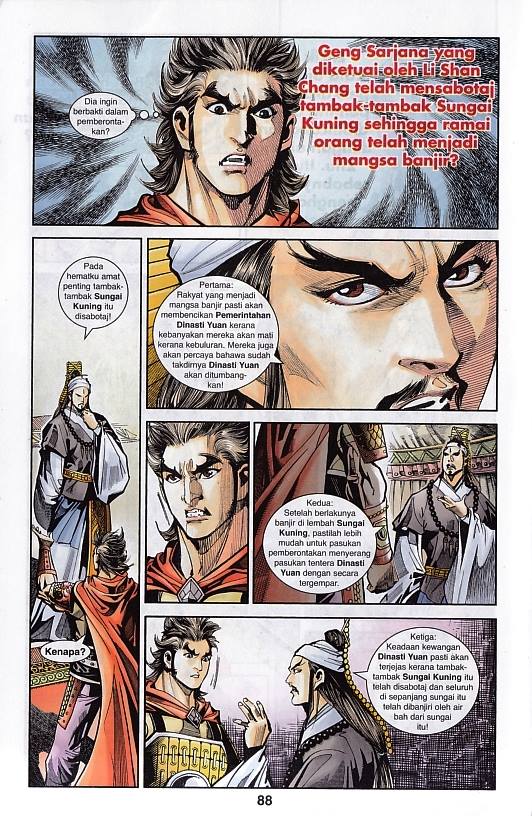 Geng Sarjana yang
diketuai oleh Li Shan
Chang telah mensabotaj
tambak-tambak Sungai
Kuning sehingga ramai
orang telah menjadi
mangsa banjir?
Dia ingin
berbakti dalam
pemberonta-
kan?
Pada
hematku amat
penting tambak-
tambak Sungai
Kuning itu
disabotaj!
Kenapa?
Pertama:
Rakyat yang menjadi
mangsa banjir pasti akan
membencikan Pemerintahan
Dinasti Yuan kerana
kebanyakan mereka akan mati
kerana kebuluran. Mereka juga
akan percaya bahawa sudah
takdirnya Dinasti Yuan
akan ditumbang-
kan!
Kedua:
Setelah berlakunya
banjir di lembah Sungai
Kuning, pastilah lebih
mudah untuk pasukan
pemberontakan menyerang
pasukan tentera Dinasti
Yuan dengan secara
tergempar.
Ketiga:
Keadaan kewangan
Dinasti Yuan pasti akan
terjejas kerana tambak-
tambak Sungai Kuning itu
telah disabotaj dan seluruh
di sepanjang sungai itu
telah dibanjiri oleh air
bah dari sungai
itu!
88